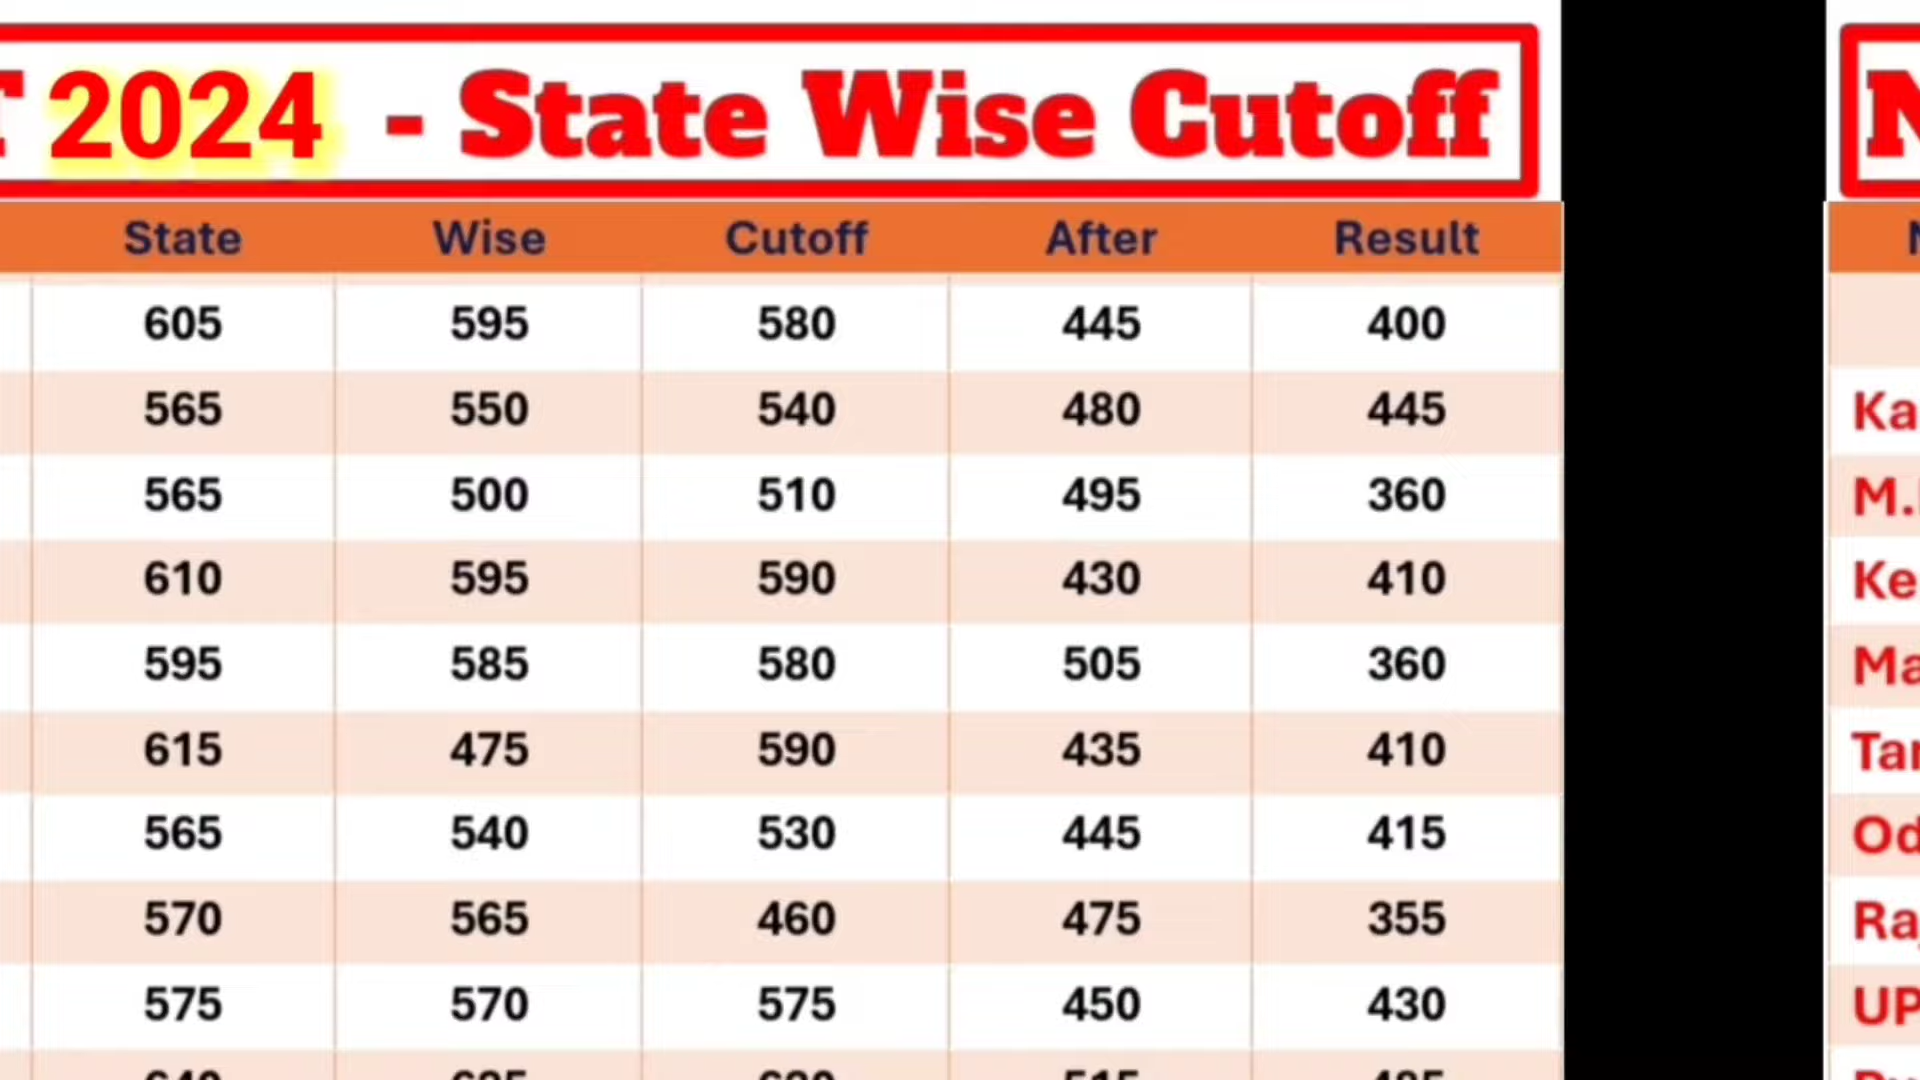 2024 - State Wise Cutoff
State Wise Cutoff After Result
605 595 580 445 400
565 550 540 480 445
565 500 510 495 360
610 595 590 430 410
595 585 580 505 360
615 475 590 435 410
565 540 530 445 415
570 565 460 475 355
575 570 575 450 430
Ka
M.
Ke
Ma
Od
UP